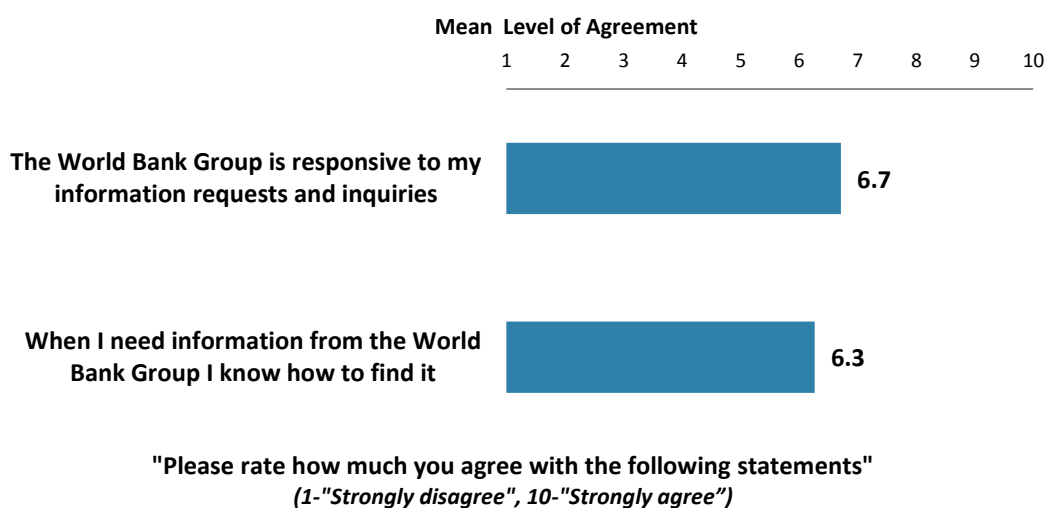 Mean Level of Agreement
1 2 3 4 5 6 7 8 9 10
The World Bank Group is responsive to my
information requests and inquiries
6.7
When I need information from the World
Bank Group I know how to find it
6.3
"Please rate how much you agree with the following statements"
(1-"Strongly disagree", 10-"Strongly agree”)